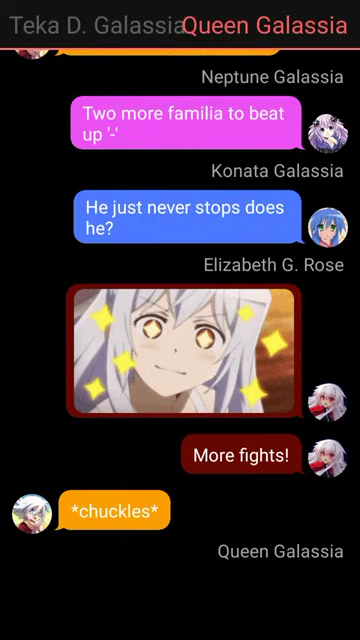 Teka D. Galassia
Queen Galassia
Neptune Galassia
Two more familia to beat
up '-'
Konata Galassia
He just never stops does
he?
Elizabeth G. Rose
More fights!
*chuckles*
Queen Galassia